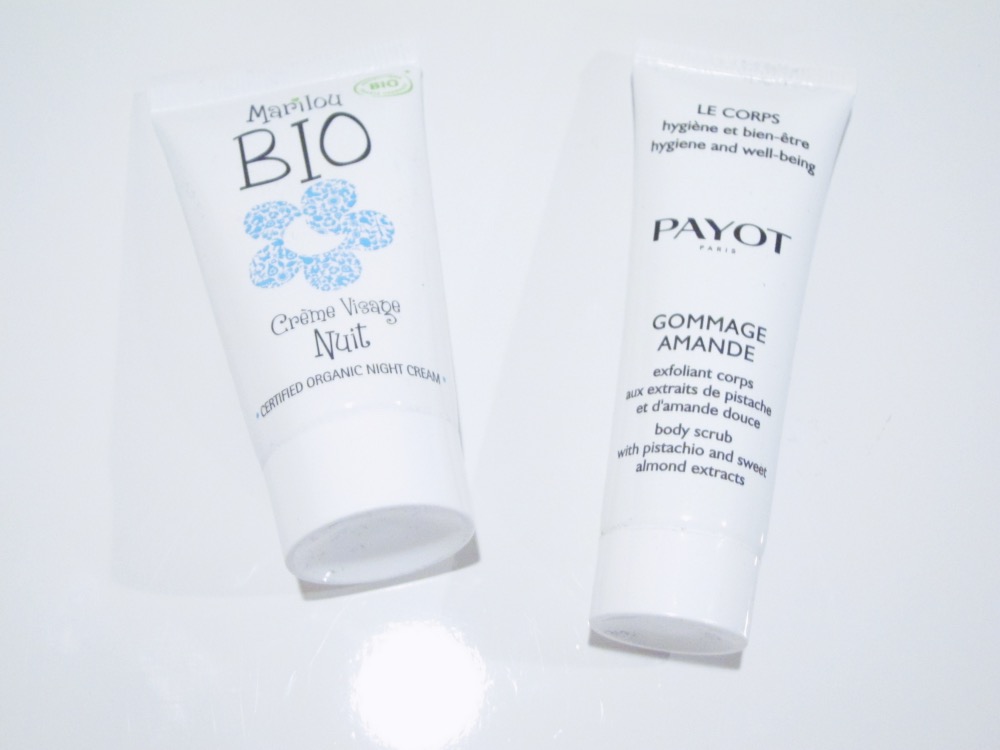 BIO
Marilou
BIO
Crème Visage
Nuit
CERTIFIED ORGANIC NIGHT CREAM
LE CORPS
hygiène et bien-être
hygiene and well-being
PAYOT
PARIS
GOMMAGE
AMANDE
exfoliant corps
aux extraits de pistache
et d'amande douce
body scrub
with pistachio and sweet
almond extracts